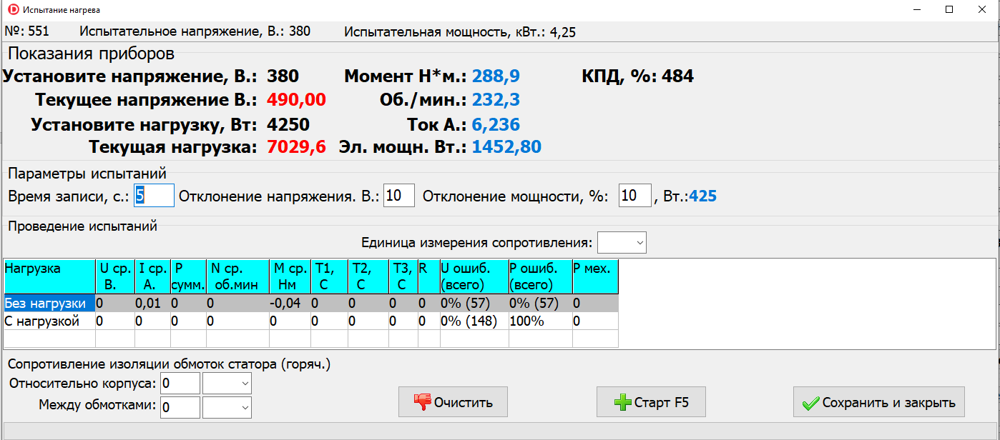 Испытание нагрева
№: 551 Испытательное напряжение, В.: 380 Испытательная мощность, кВт.: 4,25
Показания приборов
Установите напряжение, В.: 380 Момент Н*м.: 288,9 КПД, %: 484
Текущее напряжение В.: 490,00 Об./мин.: 232,3
Установите нагрузку, Вт: 4250 Ток А.: 6,236
Текущая нагрузка: 7029,6 Эл. мощн. Вт.: 1452,80
Параметры испытаний
Время записи, с.: 5 Отклонение напряжения. В.: 10 Отклонение мощности, %: 10 , Вт.:425
Проведение испытаний
Единица измерения сопротивления:
Нагрузка U ср. I ср. P N ср. M ср. T1, T2, T3, R U ошиб. P ошиб. P мех.
В. А. сумм. об.мин Нм С С С (всего) (всего)
Без нагрузки 0 0,01 0 0 -0,04 0 0 0 0 0% (57) 0% (57) 0
С нагрузкой 0 0 0 0 0 0 0 0 0 0% (148) 100% 0
Сопротивление изоляции обмоток статора (горяч.)
Относительно корпуса: 0
Между обмотками: 0
Очистить Старт F5 Сохранить и закрыть